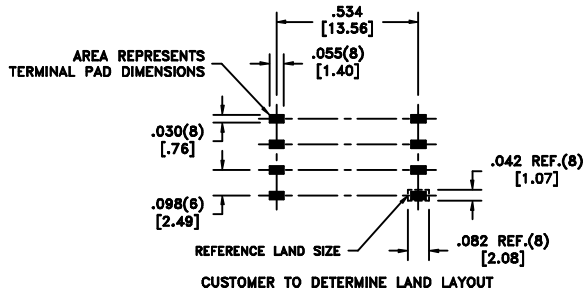 .534
[13.56]
AREA REPRESENTS
TERMINAL PAD DIMENSIONS
.055(8)
[1.40]
.030(8)
[.76]
.042 REF.(8)
[1.07]
.098(6)
[2.49]
REFERENCE LAND SIZE
.082 REF.(8)
[2.08]
CUSTOMER TO DETERMINE LAND LAYOUT